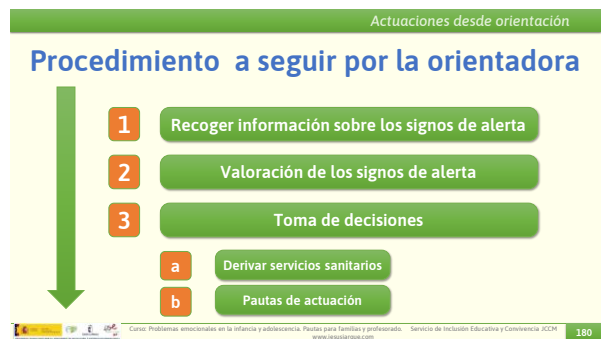 Actuaciones desde orientación
Procedimiento a seguir por la orientadora
1 Recoger información sobre los signos de alerta
2 Valoración de los signos de alerta
3 Toma de decisiones
a Derivar servicios sanitarios
b Pautas de actuación
Curso: Problemas emocionales en la infancia y adolescencia. Pautas para familias y profesorado. Servicio de Inclusión Educativa y Convivencia JCCM
www.jesusjarque.com
180